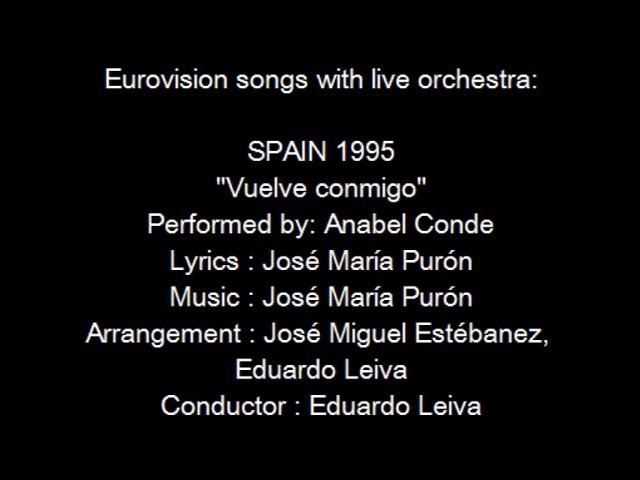 Eurovision songs with live orchestra:
SPAIN 1995
"Vuelve conmigo"
Performed by: Anabel Conde
Lyrics : José María Purón
Music : José María Purón
Arrangement : José Miguel Estébanez,
Eduardo Leiva
Conductor : Eduardo Leiva